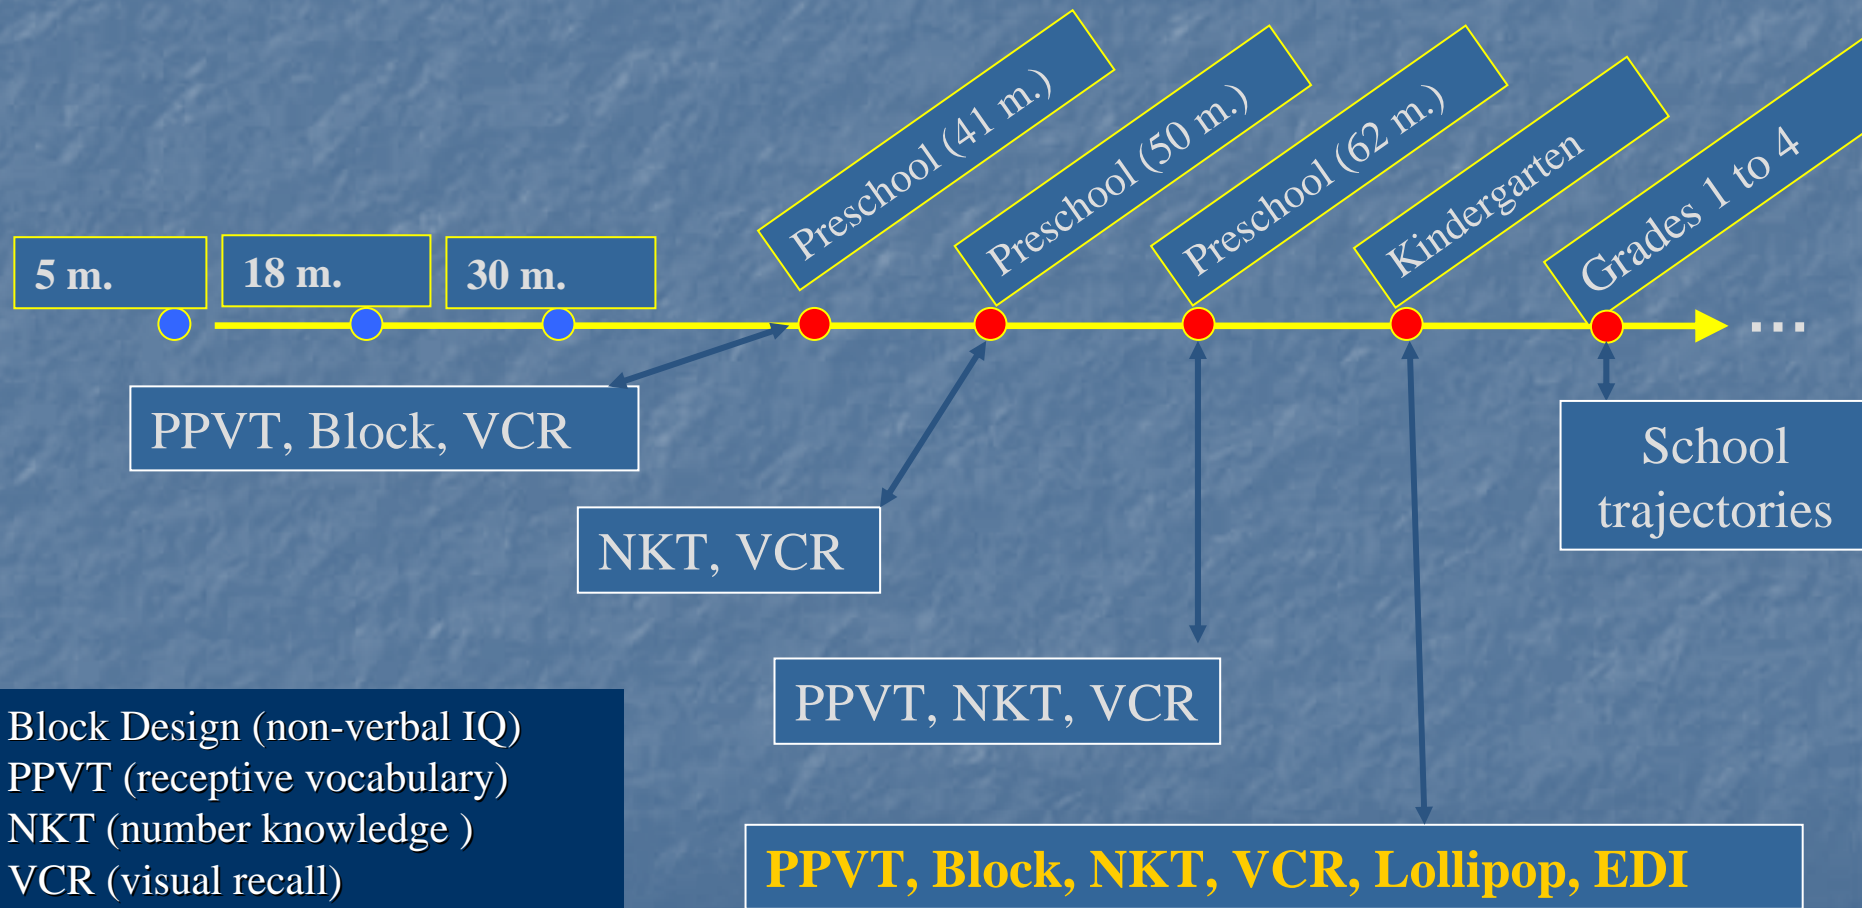 Preschool (41 m.)
Preschool (50 m.)
Preschool (62 m.)
Kindergarten
Grades 1 to 4
5 m.
18 m.
30 m.
...
PPVT, Block, VCR
NKT, VCR
School
trajectories
PPVT, NKT, VCR
Block Design (non-verbal IQ)
PPVT (receptive vocabulary)
NKT (number knowledge )
VCR (visual recall)
PPVT, Block, NKT, VCR, Lollipop, EDI